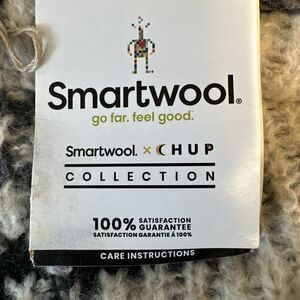 Smartwool®
go far. feel good.
Smartwool. × CHUP
COLLECTION
100% SATISFACTION GUARANTEE
SATISFACTION GARANTIE À 100%
CARE INSTRUCTIONS